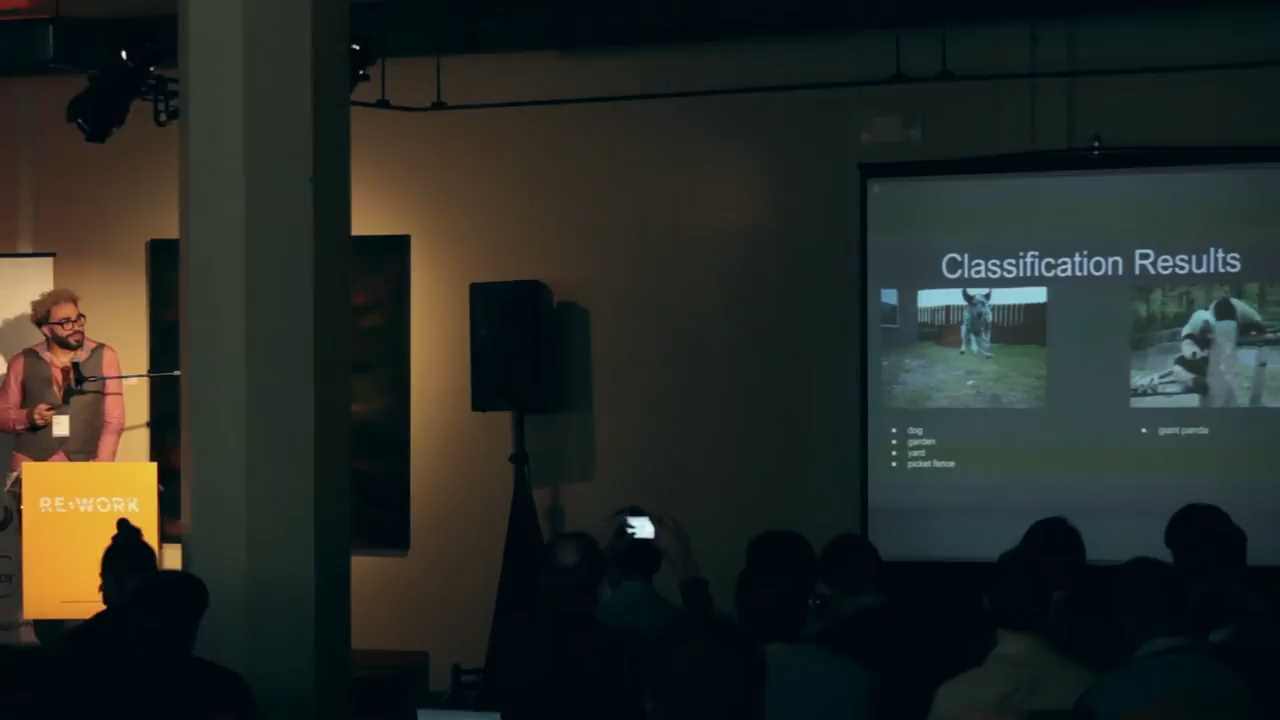 Classification Results
dog
garden
yard
picket fence
giant panda
RE•WORK